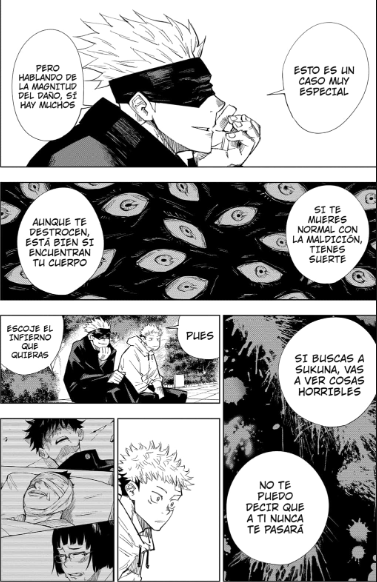 ESTO ES UN
CASO MUY
ESPECIAL
PERO
HABLANDO DE
LA MAGNITUD
DEL DAÑO, SÍ
HAY MUCHOS
SI TE
MUERES
NORMAL CON
LA MALDICIÓN,
TIENES
SUERTE
AUNQUE TE
DESTROCEN,
ESTÁ BIEN SI
ENCUENTRAN
TU CUERPO
SI BUSCAS A
SUKUNA, VAS
A VER COSAS
HORRIBLES
NO TE
PUEDO
DECIR QUE
A TI NUNCA
TE PASARÁ
PUES
ESCOJE EL
INFIERNO
QUE
QUIERAS